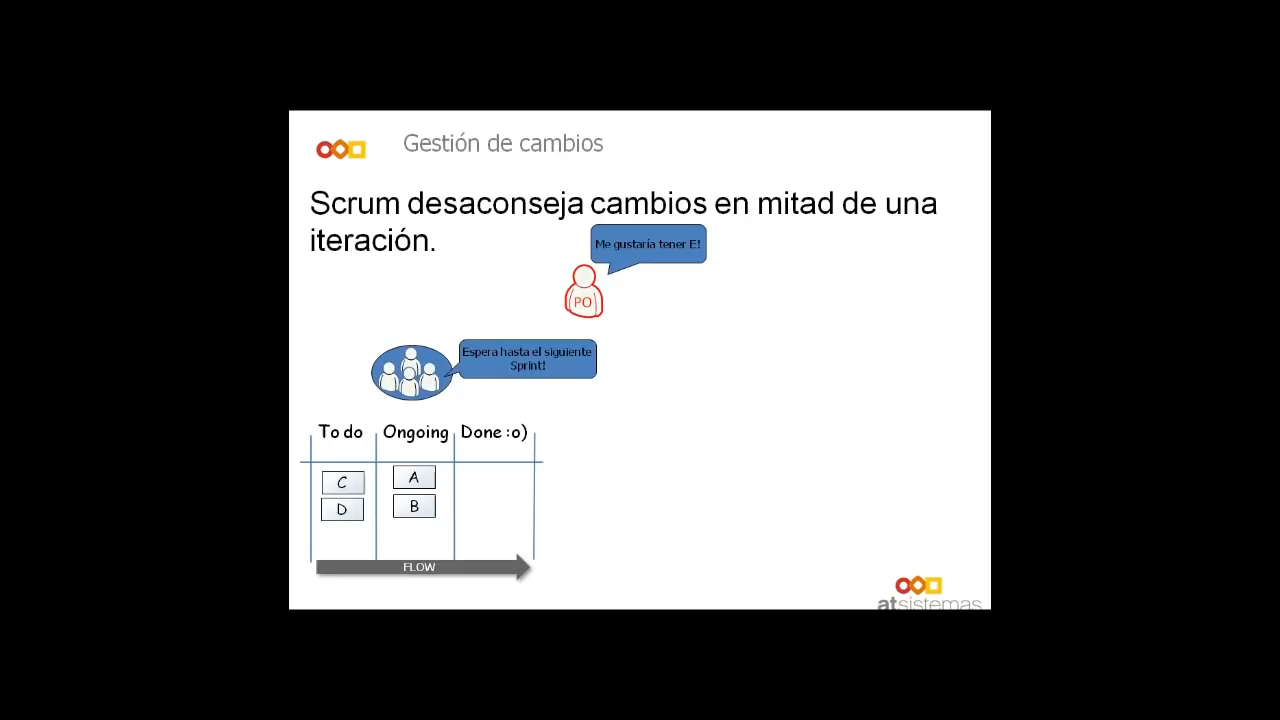 Gestión de cambios
Scrum desaconseja cambios en mitad de una
iteración.
Me gustaría tener E!
PO
Espera hasta el siguiente
Sprint!
To do Ongoing Done :o)
C A
D B
FLOW
atsistemas